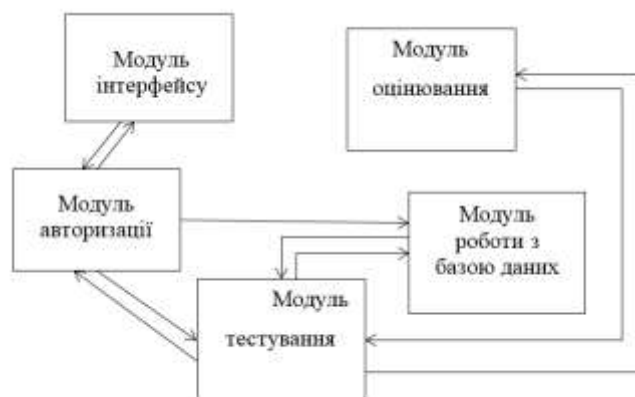 Модуль
інтерфейсу
Модуль
оцінювання
Модуль
авторизації
Модуль
роботи з
базою даних
Модуль
тестування